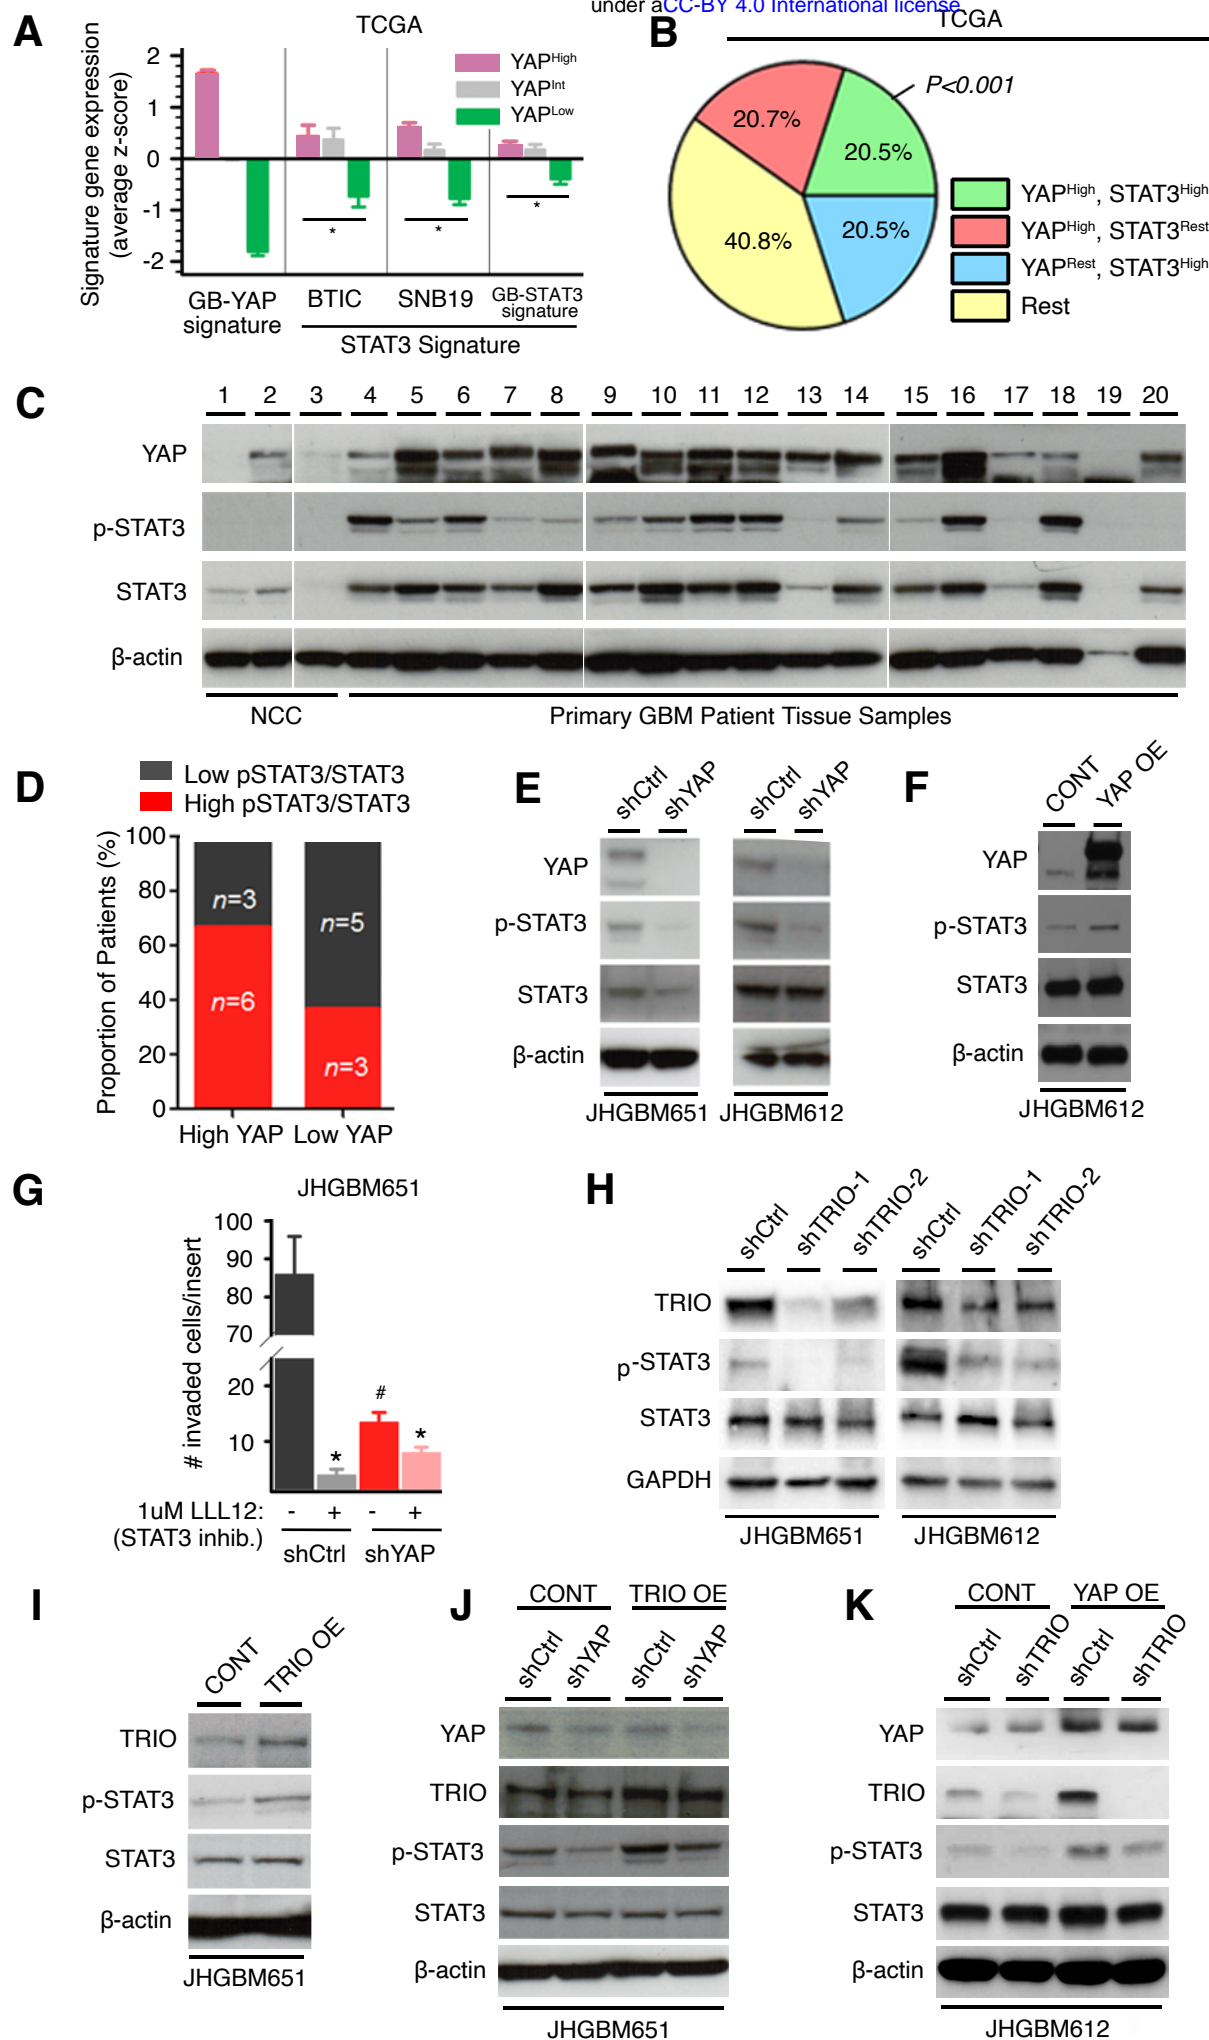 under aCC-BY 4.0 International license.
A
TCGA
Signature gene expression
(average z-score)
2
1
0
-1
-2
YAPHigh
YAPInt
YAPLow
*
*
*
GB-YAP
signature
BTIC
SNB19
GB-STAT3
signature
STAT3 Signature
B
TCGA
P<0.001
20.7%
20.5%
40.8%
20.5%
YAPHigh, STAT3High
YAPHigh, STAT3Rest
YAPRest, STAT3High
Rest
C
1 2 3 4 5 6 7 8 9 10 11 12 13 14 15 16 17 18 19 20
YAP
p-STAT3
STAT3
β-actin
NCC
Primary GBM Patient Tissue Samples
D
Low pSTAT3/STAT3
High pSTAT3/STAT3
Proportion of Patients (%)
100
80
60
40
20
0
n=3
n=6
n=5
n=3
High YAP Low YAP
E
shCtrl shYAP shCtrl shYAP
YAP
p-STAT3
STAT3
β-actin
JHGBM651 JHGBM612
F
CONT YAP OE
YAP
p-STAT3
STAT3
β-actin
JHGBM612
G
JHGBM651
# invaded cells/insert
100
90
80
70
20
10
*
#
*
1uM LLL12: - + - +
(STAT3 inhib.)
shCtrl shYAP
H
shCtrl shTRIO-1 shTRIO-2 shCtrl shTRIO-1 shTRIO-2
TRIO
p-STAT3
STAT3
GAPDH
JHGBM651 JHGBM612
I
CONT TRIO OE
TRIO
p-STAT3
STAT3
β-actin
JHGBM651
J
CONT TRIO OE
shCtrl shYAP shCtrl shYAP
YAP
TRIO
p-STAT3
STAT3
β-actin
JHGBM651
K
CONT YAP OE
shCtrl shTRIO shCtrl shTRIO
YAP
TRIO
p-STAT3
STAT3
β-actin
JHGBM612